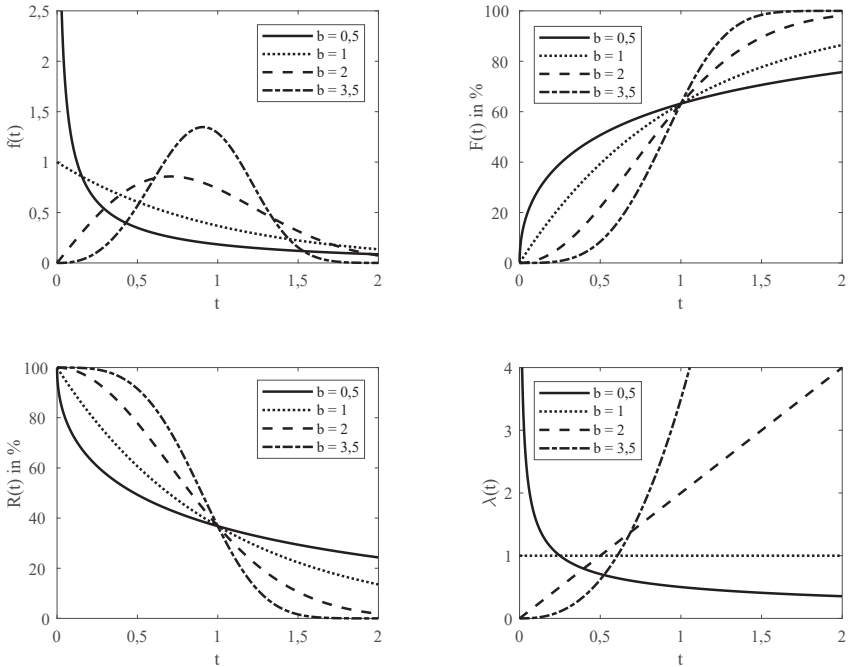 2,5
2
1,5
1
0,5
0
f(t)
b = 0,5
b = 1
b = 2
b = 3,5
0
0,5
1
1,5
2
t
100
80
60
40
20
0
F(t) in %
b = 0,5
b = 1
b = 2
b = 3,5
0
0,5
1
1,5
2
t
100
80
60
40
20
0
R(t) in %
b = 0,5
b = 1
b = 2
b = 3,5
0
0,5
1
1,5
2
t
4
3
2
1
0
λ(t)
b = 0,5
b = 1
b = 2
b = 3,5
0
0,5
1
1,5
2
t